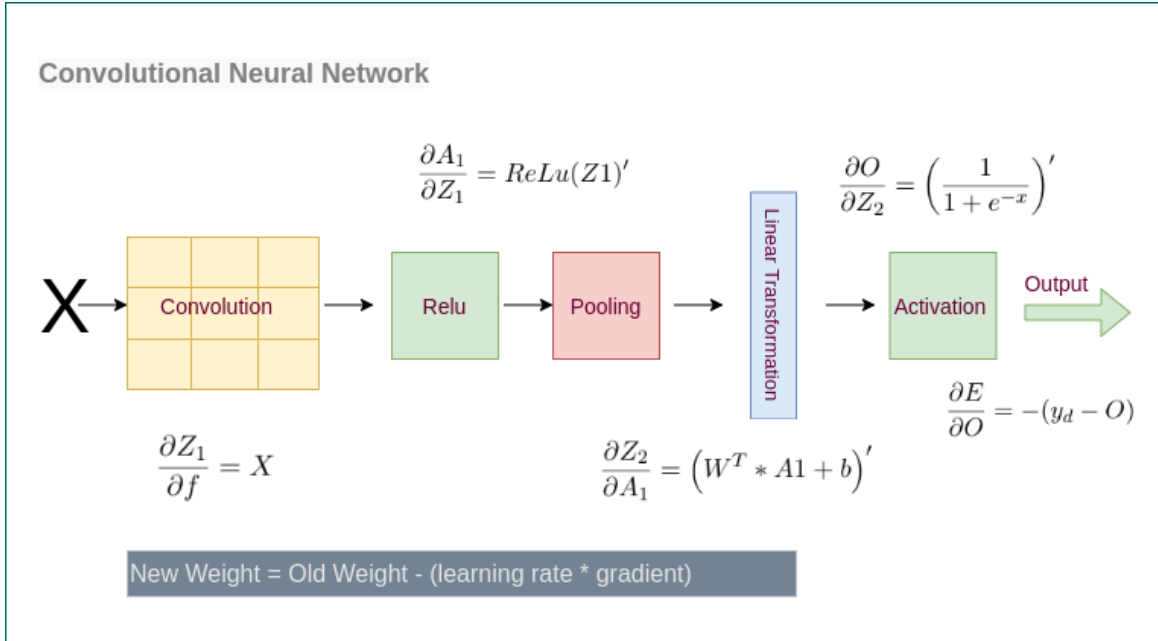 Convolutional Neural Network
∂A₁/∂Z₁ = ReLu(Z1)′
∂O/∂Z₂ = (1/(1 + e⁻ˣ))′
X
Convolution
Relu
Pooling
Linear Transformation
Activation
Output
∂Z₁/∂f = X
∂Z₂/∂A₁ = (Wᵀ * A1 + b)′
∂E/∂O = −(y_d − O)
New Weight = Old Weight - (learning rate * gradient)